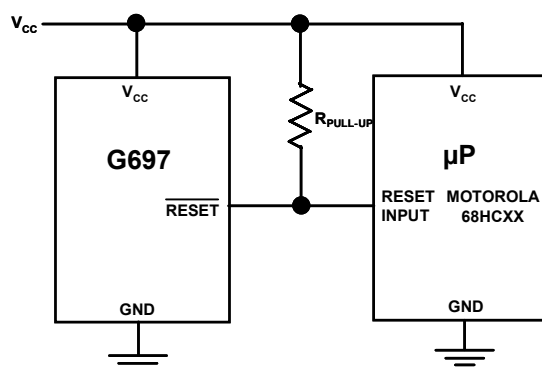 VCC
VCC
G697
RESET
GND
RPULL-UP
VCC
µP
RESET INPUT
MOTOROLA 68HCXX
GND